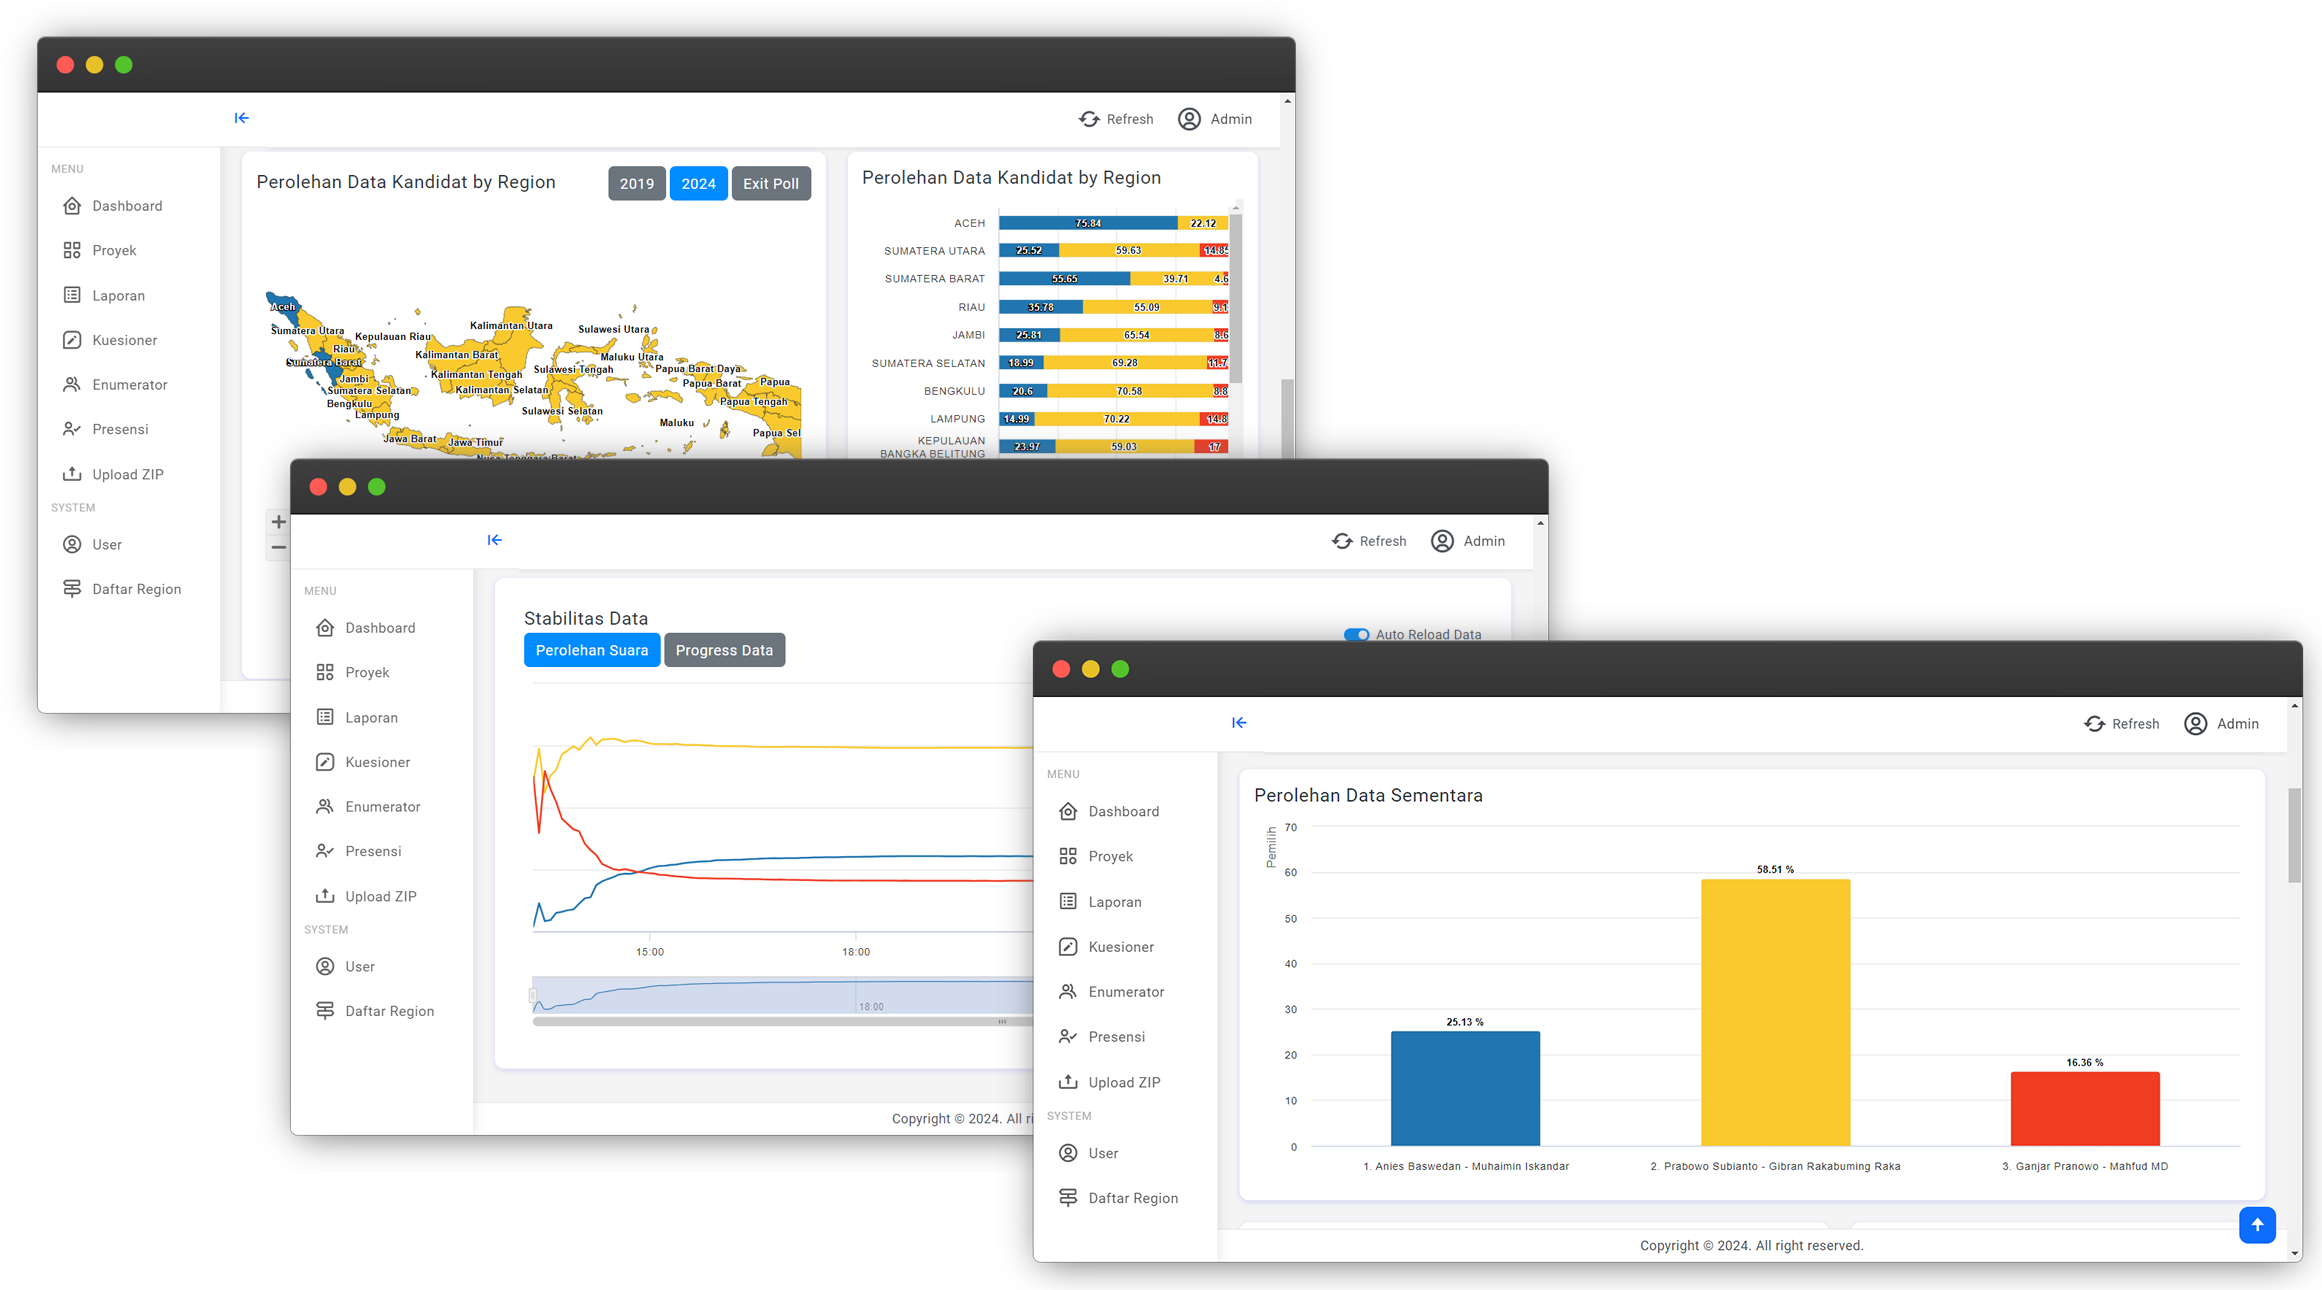 Refresh
Admin
MENU
Dashboard
Proyek
Laporan
Kuesioner
Enumerator
Presensi
Upload ZIP
SYSTEM
User
Daftar Region
Perolehan Data Kandidat by Region
2019
2024
Exit Poll
Aceh
Sumatera Utara
Riau
Sumatera Barat
Kepulauan Riau
Jambi
Sumatera Selatan
Bengkulu
Lampung
Kalimantan Utara
Kalimantan Barat
Kalimantan Tengah
Kalimantan Selatan
Sulawesi Utara
Maluku Utara
Sulawesi Tengah
Sulawesi Selatan
Papua Barat Daya
Papua Barat
Papua
Papua Tengah
Maluku
Papua Sel
Jawa Barat
Jawa Timur
Nusa Tenggara Barat
+
−
Perolehan Data Kandidat by Region
ACEH 75.84 22.12
SUMATERA UTARA 25.52 59.63 14.85
SUMATERA BARAT 55.65 39.71 4.6
RIAU 35.78 55.09 9.1
JAMBI 25.81 65.54 8.6
SUMATERA SELATAN 18.99 69.28 11.7
BENGKULU 20.6 70.58 8.8
LAMPUNG 14.99 70.22 14.8
KEPULAUAN
BANGKA BELITUNG 23.97 59.03 17
Refresh
Admin
MENU
Dashboard
Proyek
Laporan
Kuesioner
Enumerator
Presensi
Upload ZIP
SYSTEM
User
Daftar Region
Stabilitas Data
Perolehan Suara
Progress Data
Auto Reload Data
15:00
18:00
18:00
Copyright © 2024. All ri
Refresh
Admin
MENU
Dashboard
Proyek
Laporan
Kuesioner
Enumerator
Presensi
Upload ZIP
SYSTEM
User
Daftar Region
Perolehan Data Sementara
Pemilih
70
60
50
40
30
20
10
0
25.13 %
58.51 %
16.36 %
1. Anies Baswedan - Muhaimin Iskandar
2. Prabowo Subianto - Gibran Rakabuming Raka
3. Ganjar Pranowo - Mahfud MD
Copyright © 2024. All right reserved.